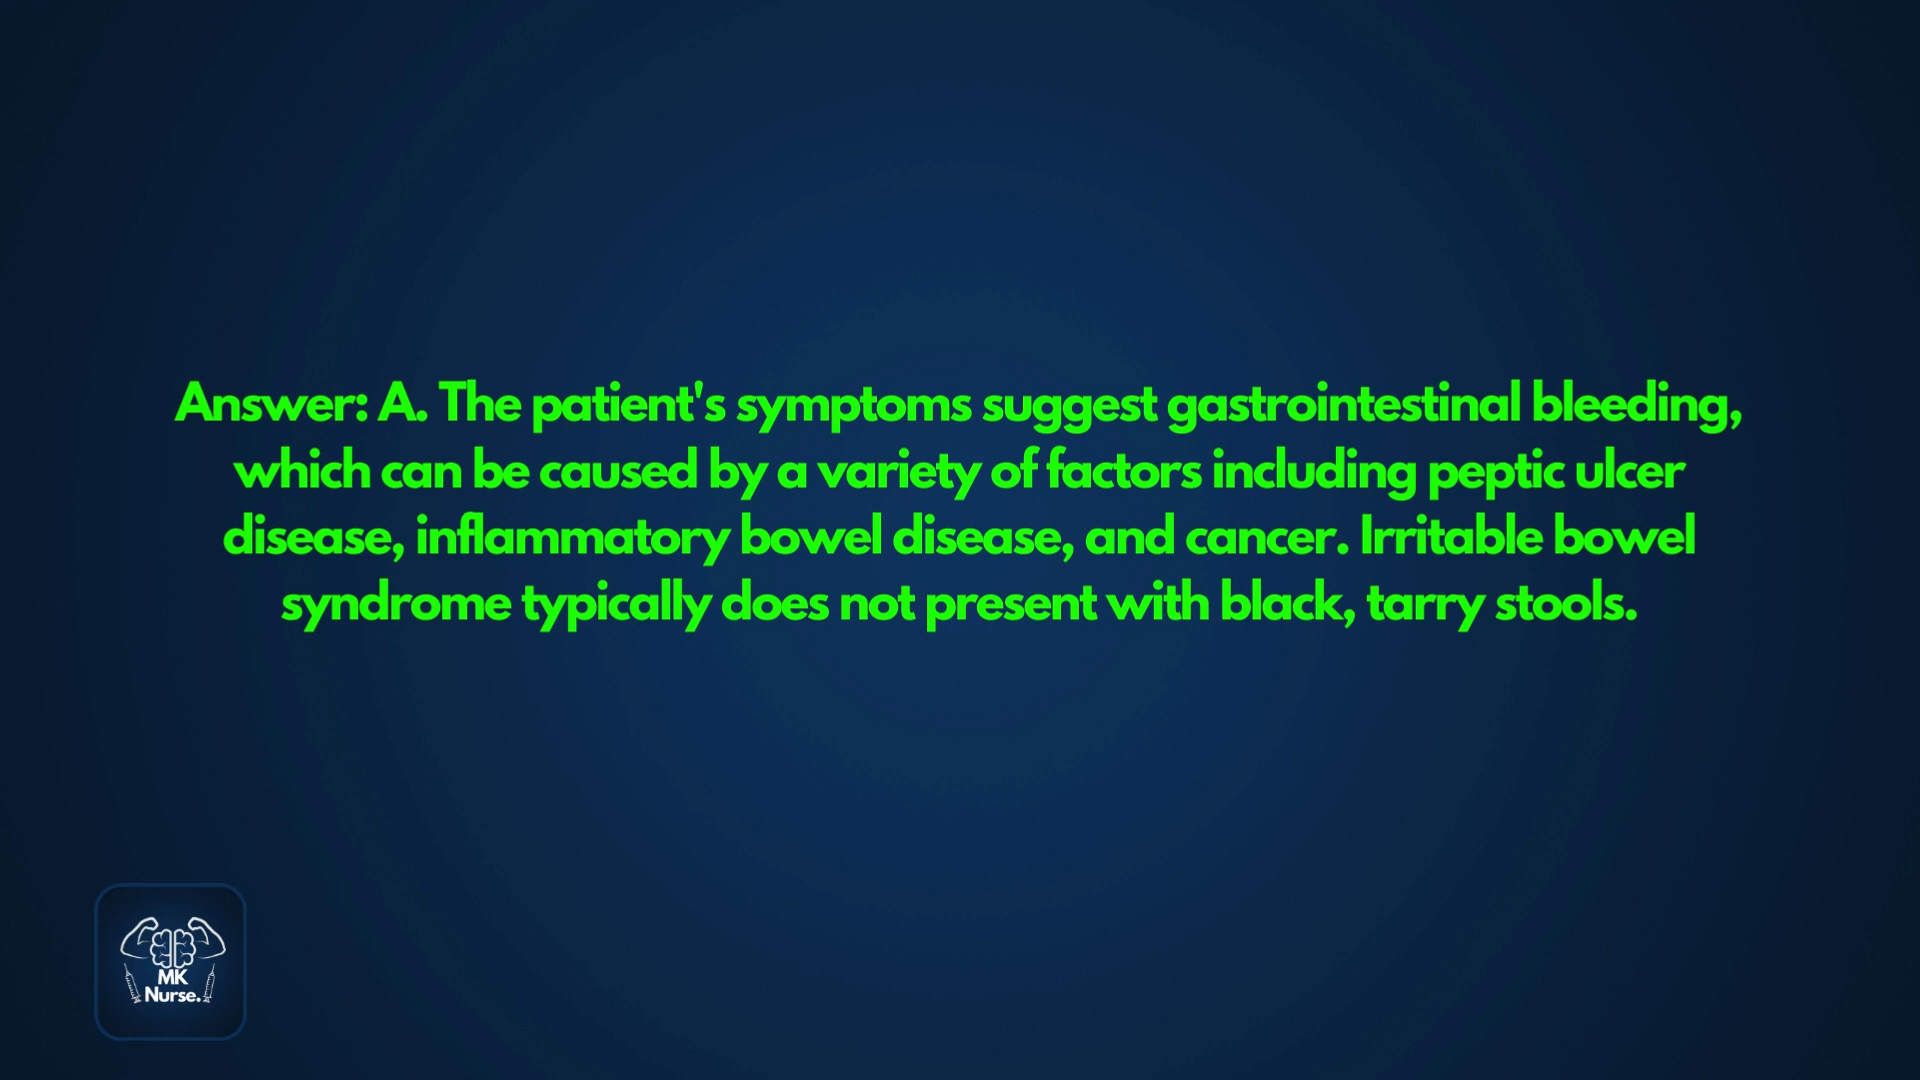 Answer: A. The patient's symptoms suggest gastrointestinal bleeding,
which can be caused by a variety of factors including peptic ulcer
disease, inflammatory bowel disease, and cancer. Irritable bowel
syndrome typically does not present with black, tarry stools.
MK
Nurse.